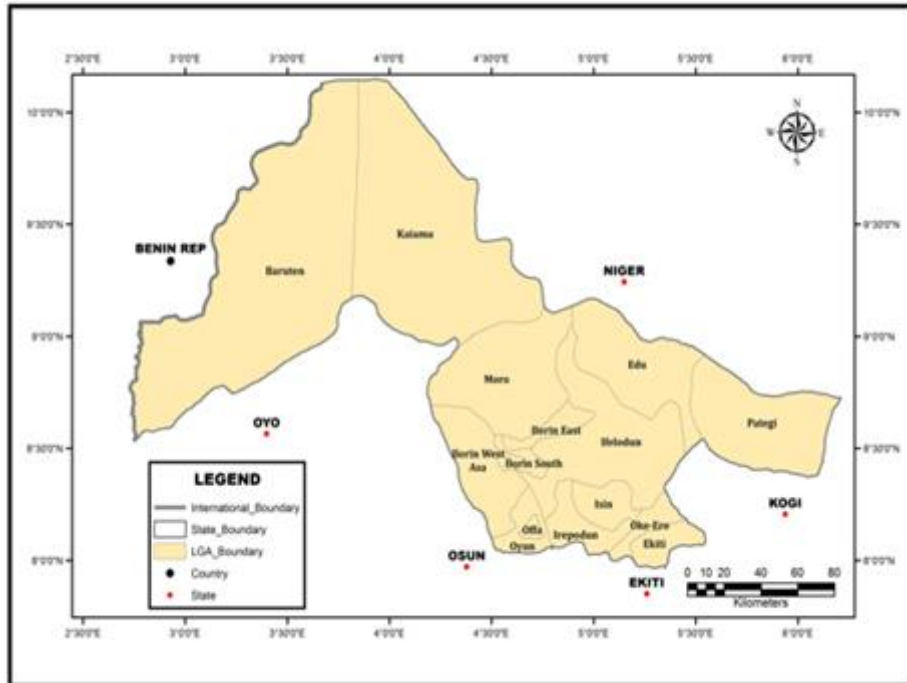 2°30'0"E 3°0'0"E 3°30'0"E 4°0'0"E 4°30'0"E 5°0'0"E 5°30'0"E 6°0'0"E
10°0'0"N 10°0'0"N
N
W E
S
9°30'0"N 9°30'0"N
Kaiama
BENIN REP
Baruten
NIGER
9°0'0"N 9°0'0"N
Edu
Moro
Pategi
OYO
Ilorin East
8°30'0"N 8°30'0"N
Ifelodun
Ilorin West
Asa
Ilorin South
LEGEND
International_Boundary
State_Boundary
LGA_Boundary
Country
State
Isin
KOGI
Offa
Oke-Ero
Irepodun
Oyun
Ekiti
8°0'0"N 8°0'0"N
OSUN
EKITI
0 10 20 40 60 80
Kilometers
2°30'0"E 3°0'0"E 3°30'0"E 4°0'0"E 4°30'0"E 5°0'0"E 5°30'0"E 6°0'0"E